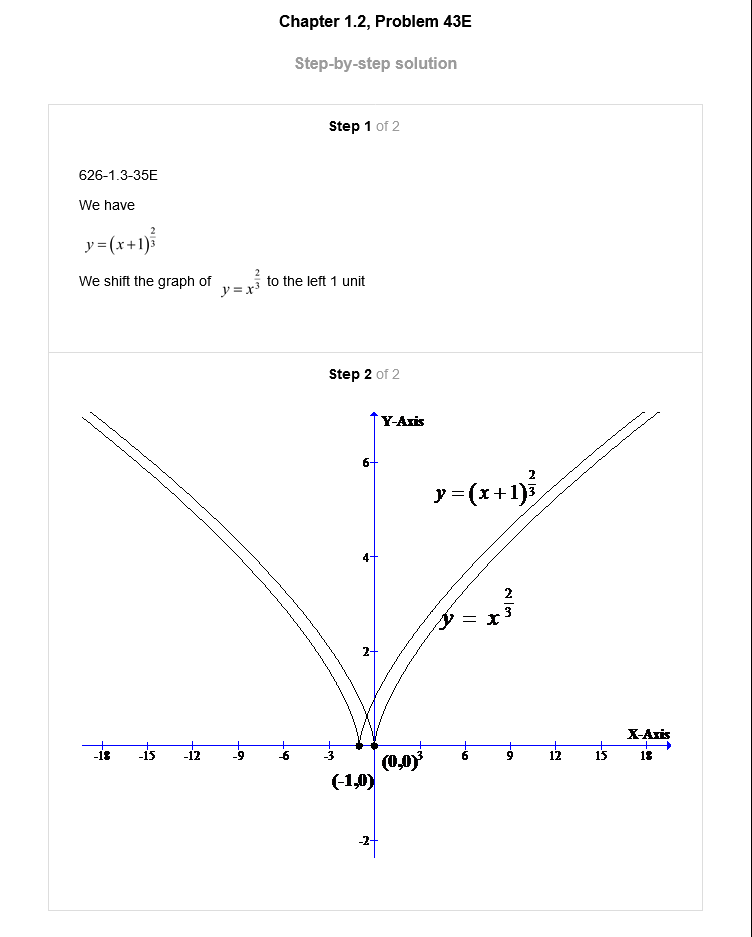 Chapter 1.2, Problem 43E
Step-by-step solution
Step 1 of 2
626-1.3-35E
We have
y = (x+1)^(2/3)
We shift the graph of y = x^(2/3) to the left 1 unit
Step 2 of 2
Y-Axis
6
y = (x+1)^(2/3)
4
y = x^(2/3)
2
X-Axis
-18 -15 -12 -9 -6 -3 3 6 9 12 15 18
(0,0)
(-1,0)
-2